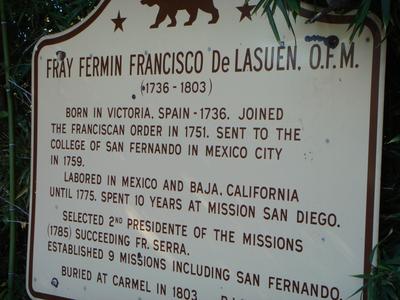 FRAY FERMIN FRANCISCO De LASUEN, O.F.M.
(1736 - 1803)
BORN IN VICTORIA, SPAIN - 1736. JOINED
THE FRANCISCAN ORDER IN 1751. SENT TO THE
COLLEGE OF SAN FERNANDO IN MEXICO CITY
IN 1759.
LABORED IN MEXICO AND BAJA, CALIFORNIA
UNTIL 1775. SPENT 10 YEARS AT MISSION SAN DIEGO.
SELECTED 2ND PRESIDENTE OF THE MISSIONS
(1785) SUCCEEDING FR. SERRA.
ESTABLISHED 9 MISSIONS INCLUDING SAN FERNANDO.
BURIED AT CARMEL IN 1803